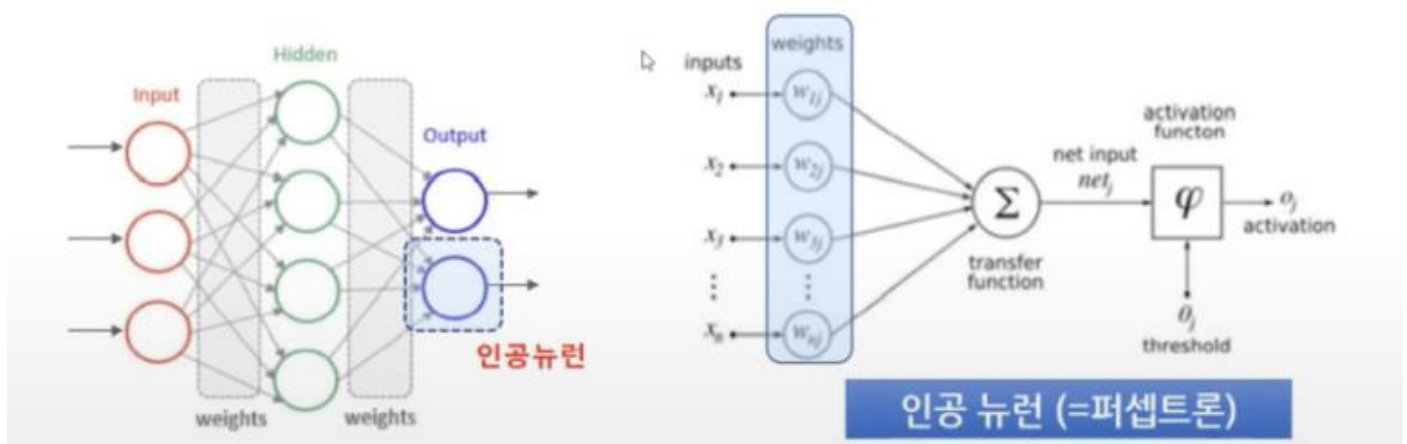 Input
Hidden
Output
weights
weights
인공뉴런
inputs
weights
x1
w1j
x2
w2j
x3
w3j
⋮
⋮
xn
wnj
Σ
transfer
function
net input
netj
activation
functon
φ
oj
activation
θj
threshold
인공 뉴런 (=퍼셉트론)